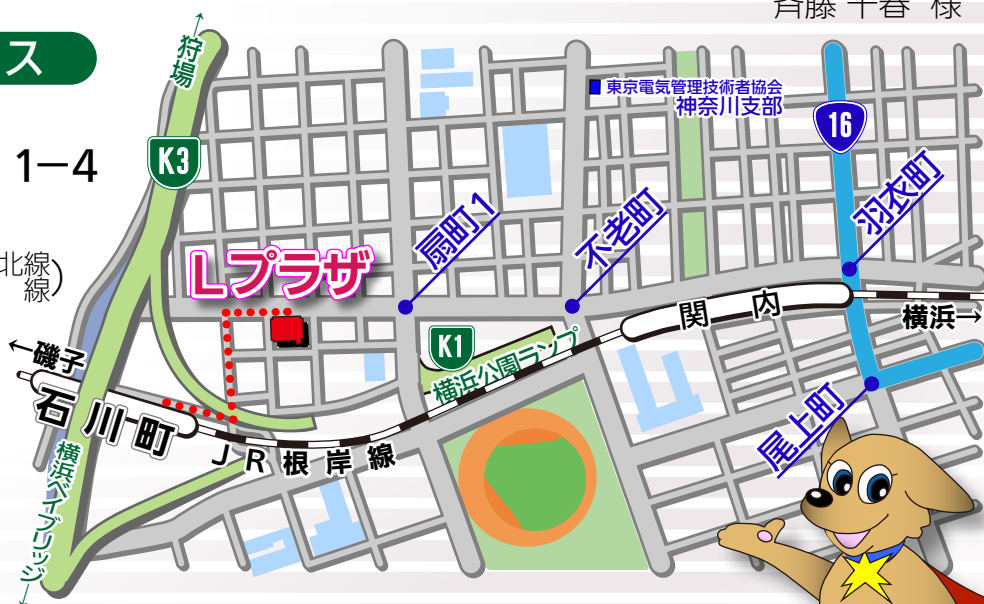 斉藤 千春 様
ス
狩場
東京電気管理技術者協会
神奈川支部
16
K3
1ー4
羽衣町
扇町1
不老町
北線
線)
Lプラザ
関内
横浜→
K1
横浜公園ランプ
←磯子
石川町
尾上町
JR根岸線
横浜ベイブリッジ